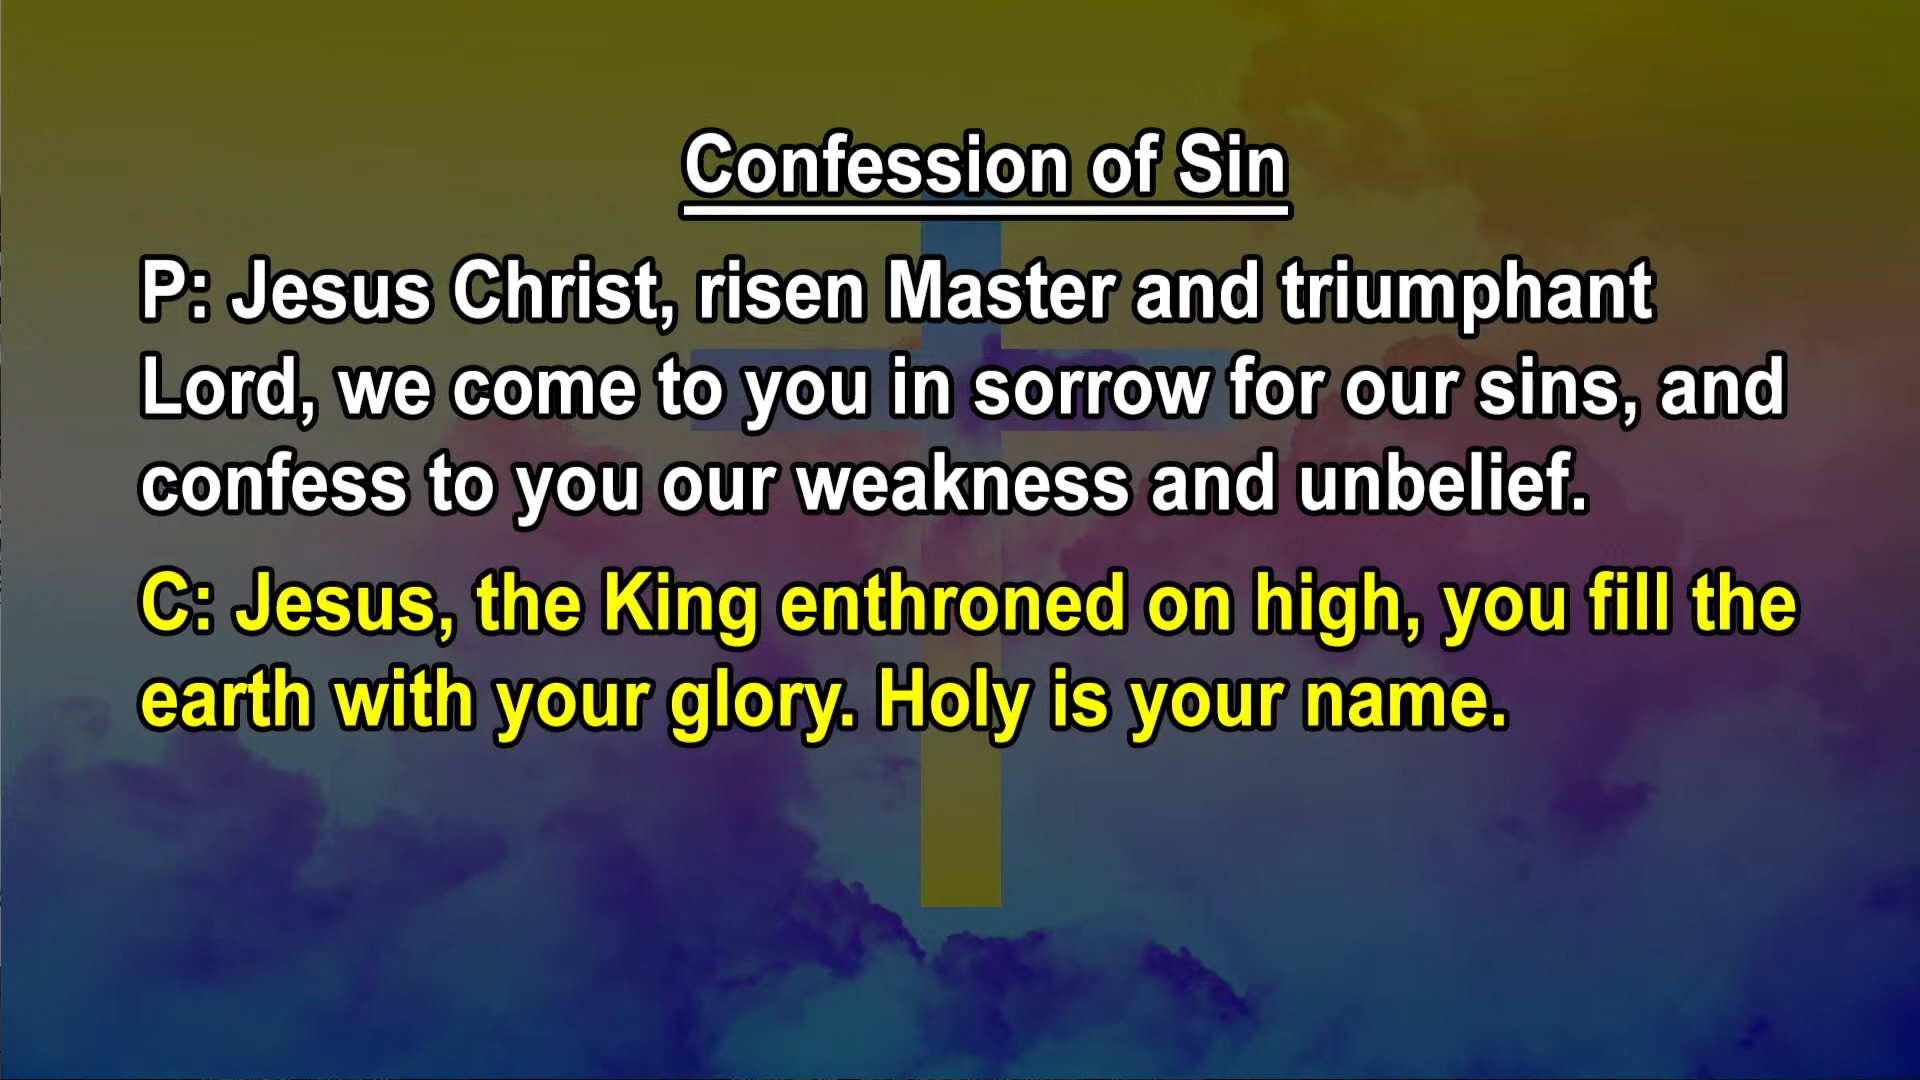 Confession of Sin
P: Jesus Christ, risen Master and triumphant
Lord, we come to you in sorrow for our sins, and
confess to you our weakness and unbelief.
C: Jesus, the King enthroned on high, you fill the
earth with your glory. Holy is your name.